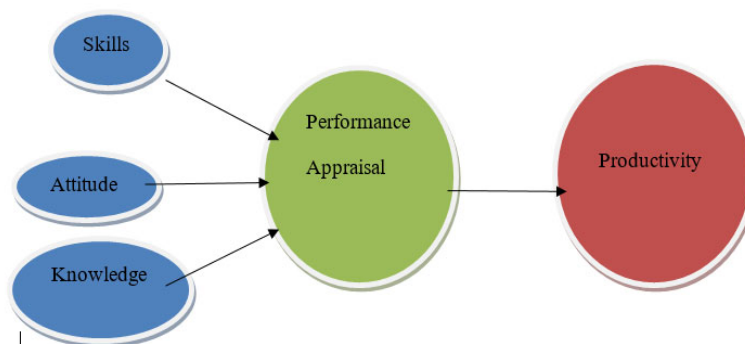 Skills
Performance
Appraisal
Productivity
Attitude
Knowledge